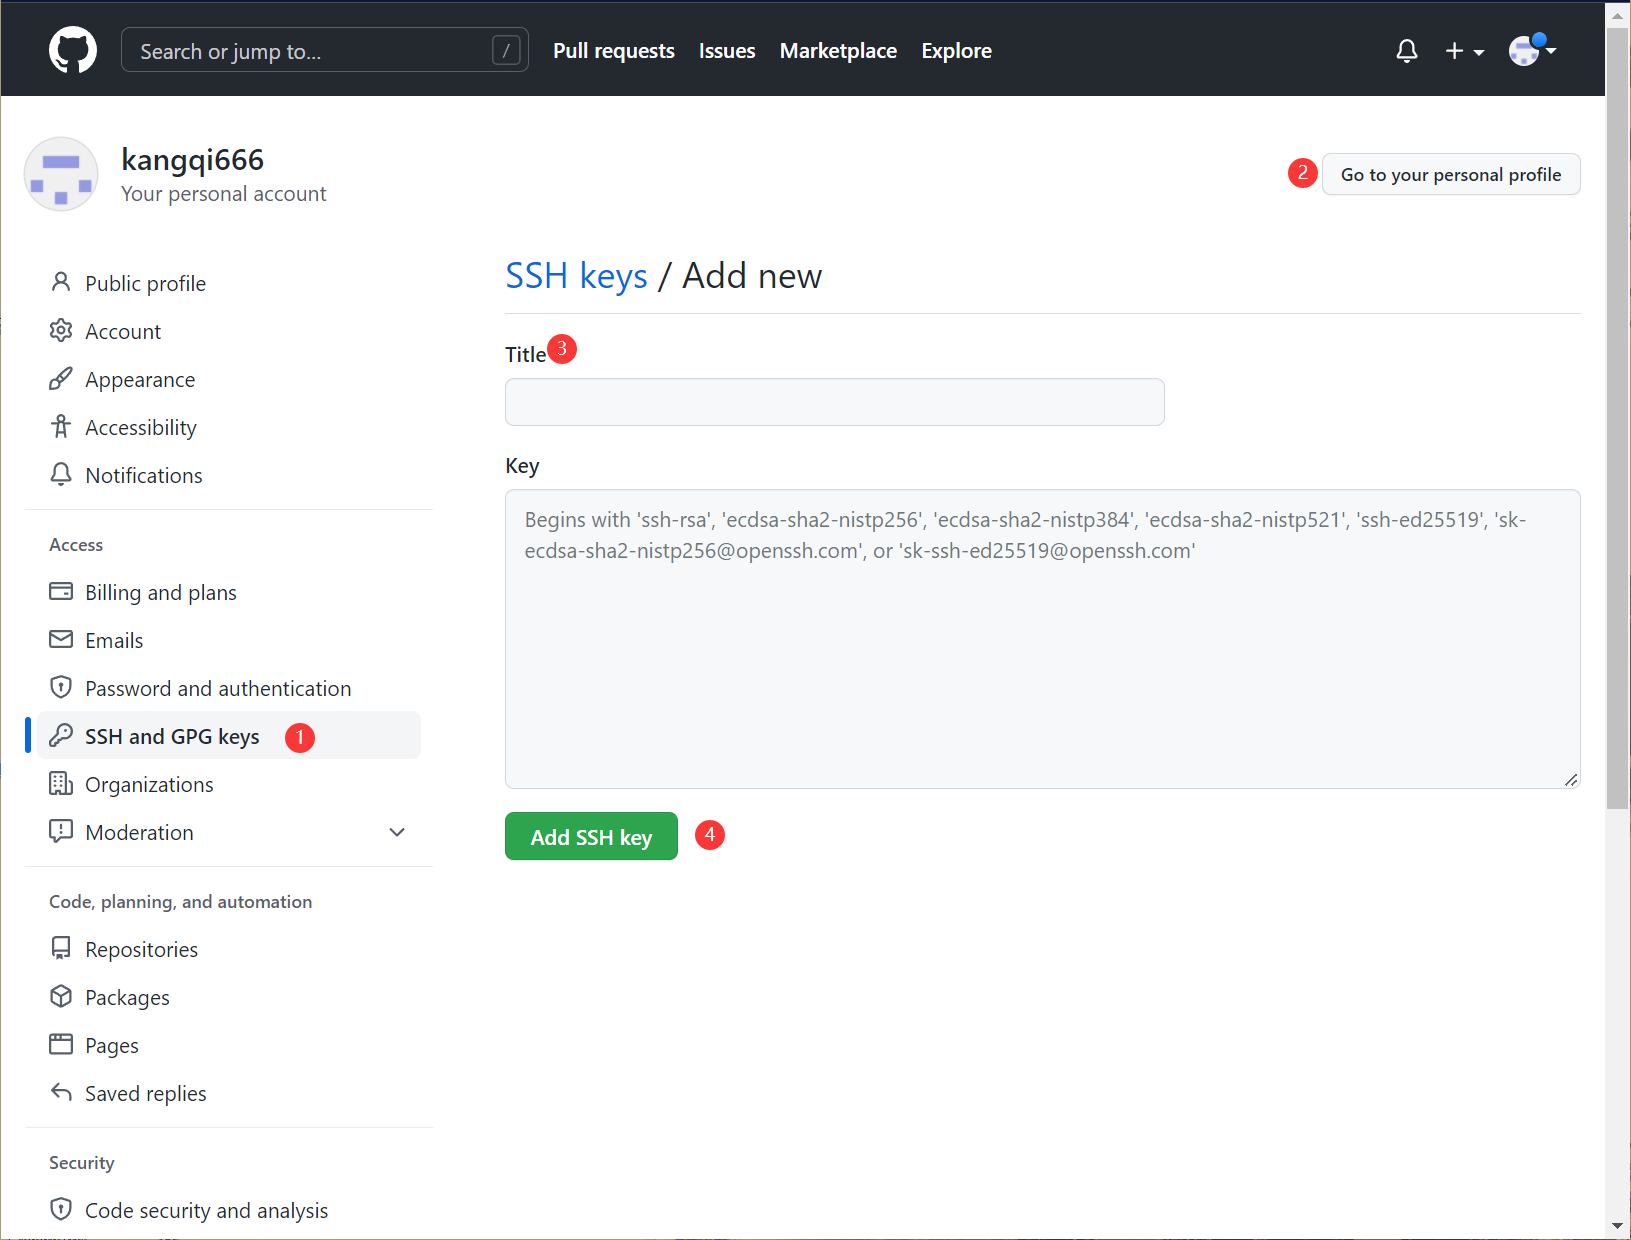 Search or jump to... /
Pull requests Issues Marketplace Explore
kangqi666
Your personal account
2 Go to your personal profile
Public profile
Account
Appearance
Accessibility
Notifications
Access
Billing and plans
Emails
Password and authentication
SSH and GPG keys 1
Organizations
Moderation
Code, planning, and automation
Repositories
Packages
Pages
Saved replies
Security
Code security and analysis
SSH keys / Add new
Title 3
Key
Begins with 'ssh-rsa', 'ecdsa-sha2-nistp256', 'ecdsa-sha2-nistp384', 'ecdsa-sha2-nistp521', 'ssh-ed25519', 'sk-
ecdsa-sha2-nistp256@openssh.com', or 'sk-ssh-ed25519@openssh.com'
Add SSH key 4